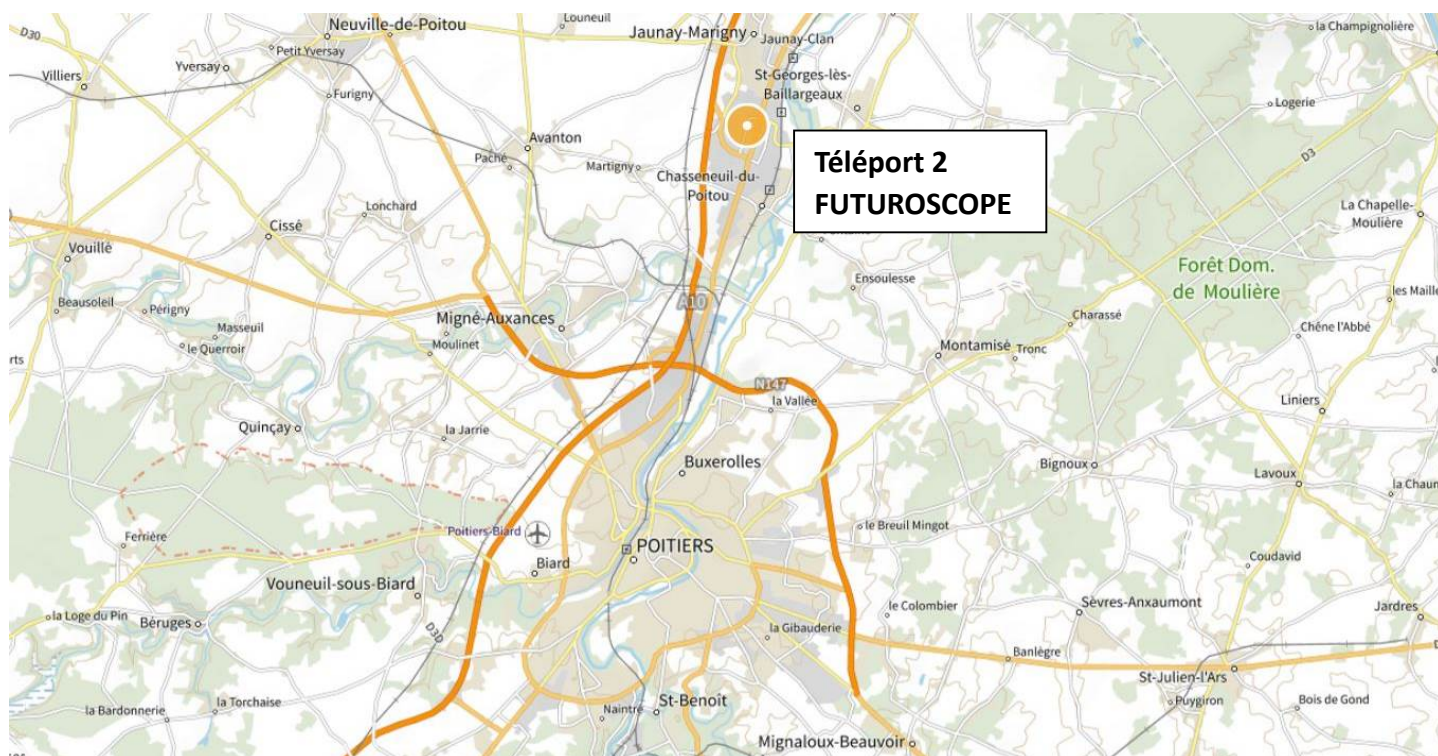 Neuville-de-Poitou
Louneuil
la Champignolière
D30
Jaunay-Marigny
Jaunay-Clan
Petit Yversay
Yversay
Villiers
St-Georges-lès-
Baillargeaux
Furigny
Logerie
Avanton
Téléport 2
FUTUROSCOPE
D3
Paché
Martigny
Chasseneuil-du-
Poitou
Lonchard
La Chapelle-
Moulière
Cissé
Vouillé
Ensoulesse
Forêt Dom.
de Moulière
Beausoleil
Périgny
A10
les Maille
Migné-Auxances
Charassé
Masseuil
Chêne l'Abbé
le Querroir
Moulinet
Montamisé
Tronc
rts
N147
la Vallée
Liniers
Quinçay
la Jarrie
Buxerolles
Bignoux
Lavoux
la Chaum
Poitiers-Biard
le Breuil Mingot
Ferrière
POITIERS
Biard
Coudavid
Vouneuil-sous-Biard
la Loge du Pin
Béruges
D3D
le Colombier
Sèvres-Anxaumont
Jardres
la Gibauderie
Banlègre
St-Julien-l'Ars
la Bardonnerie
la Torchaise
Naintré
St-Benoît
Puygiron
Bois de Gond
Mignaloux-Beauvoir